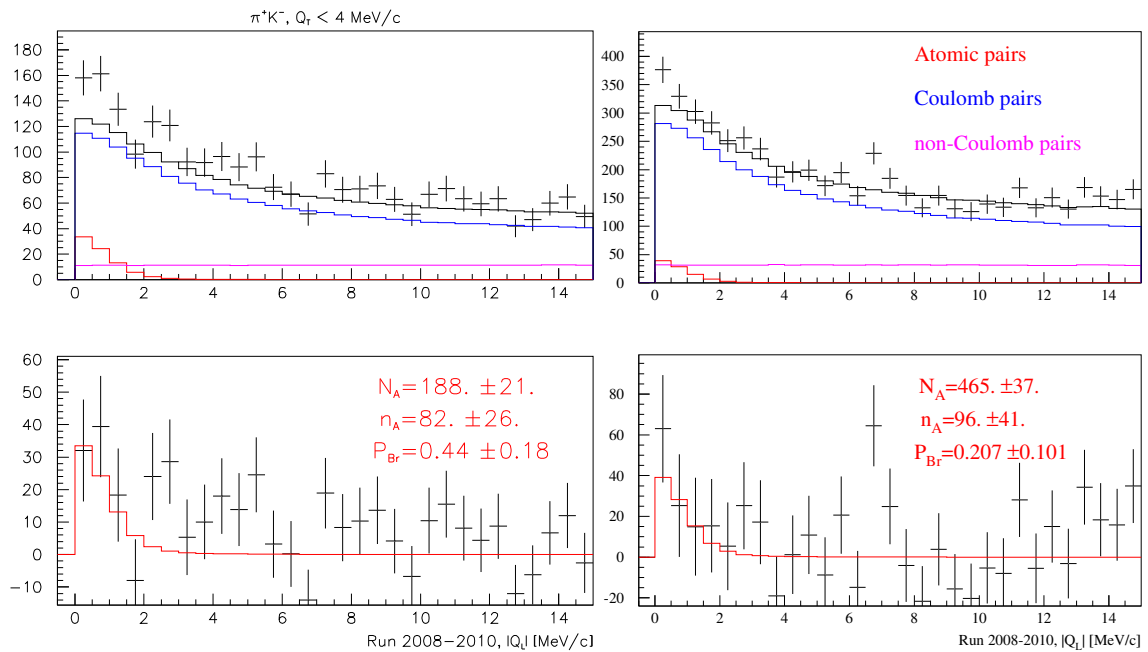 π⁺K⁻, Q_T < 4 MeV/c
180
160
140
120
100
80
60
40
20
0
0 2 4 6 8 10 12 14
400
350
300
250
200
150
100
50
0
0 2 4 6 8 10 12 14
Atomic pairs
Coulomb pairs
non-Coulomb pairs
60
50
40
30
20
10
0
-10
0 2 4 6 8 10 12 14
N_A=188. ±21.
n_A=82. ±26.
P_Br=0.44 ±0.18
Run 2008-2010, |Q_L| [MeV/c]
80
60
40
20
0
-20
0 2 4 6 8 10 12 14
N_A=465. ±37.
n_A=96. ±41.
P_Br=0.207 ±0.101
Run 2008-2010, |Q_L| [MeV/c]